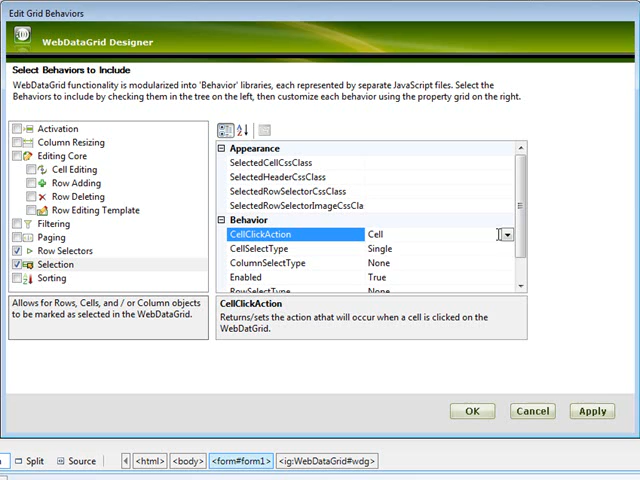 Edit Grid Behaviors
WebDataGrid Designer
Select Behaviors to Include
WebDataGrid functionality is modularized into 'Behavior' libraries, each represented by separate JavaScript files. Select the
Behaviors to include by checking them in the tree on the left, then customize each behavior using the property grid on the right.
Activation
Column Resizing
Editing Core
Cell Editing
Row Adding
Row Deleting
Row Editing Template
Filtering
Paging
Row Selectors
Selection
Sorting
Appearance
SelectedCellCssClass
SelectedHeaderCssClass
SelectedRowSelectorCssClass
SelectedRowSelectorImageCssCla
Behavior
CellClickAction Cell
CellSelectType Single
ColumnSelectType None
Enabled True
RowSelectType None
Allows for Rows, Cells, and / or Column objects
to be marked as selected in the WebDataGrid.
CellClickAction
Returns/sets the action athat will occur when a cell is clicked on the
WebDatGrid.
OK Cancel Apply
Split Source <html> <body> <form#form1> <ig:WebDataGrid#wdg>